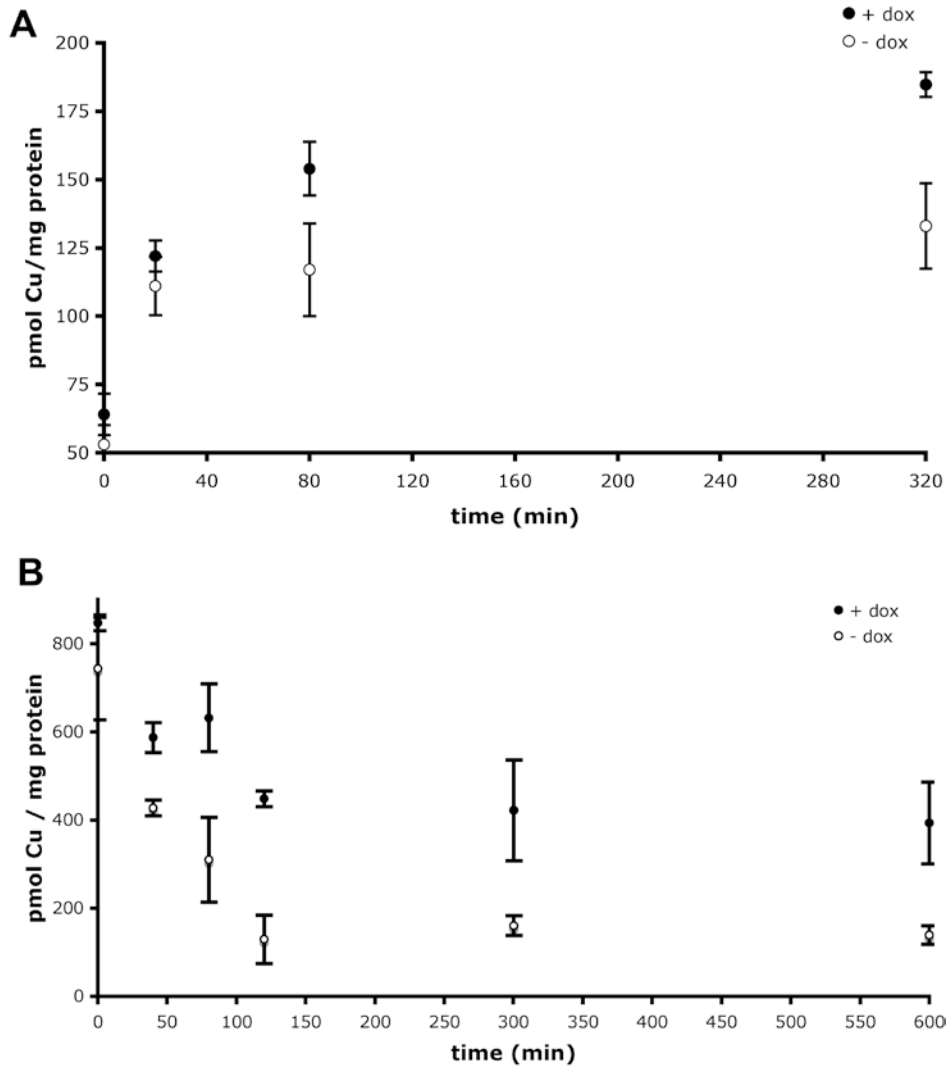 A
+ dox
- dox
200
175
150
125
100
75
50
pmol Cu/mg protein
0 40 80 120 160 200 240 280 320
time (min)
B
+ dox
- dox
800
600
400
200
0
pmol Cu / mg protein
0 50 100 150 200 250 300 350 400 450 500 550 600
time (min)